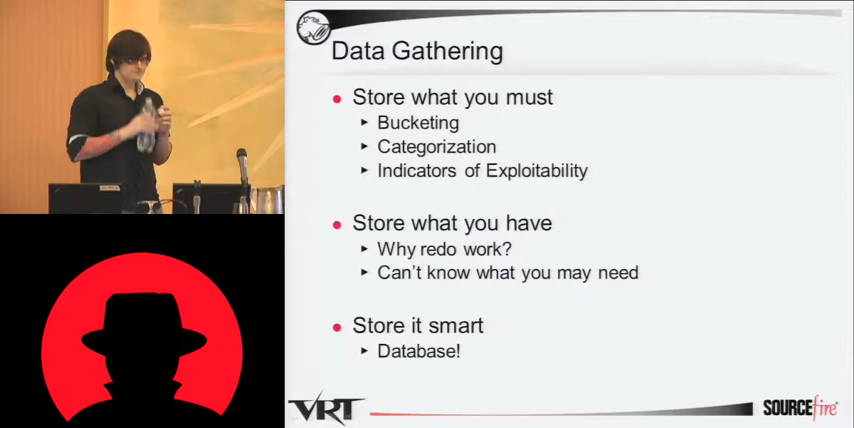 Data Gathering
Store what you must
Bucketing
Categorization
Indicators of Exploitability
Store what you have
Why redo work?
Can't know what you may need
Store it smart
Database!
VRT
SOURCEfire